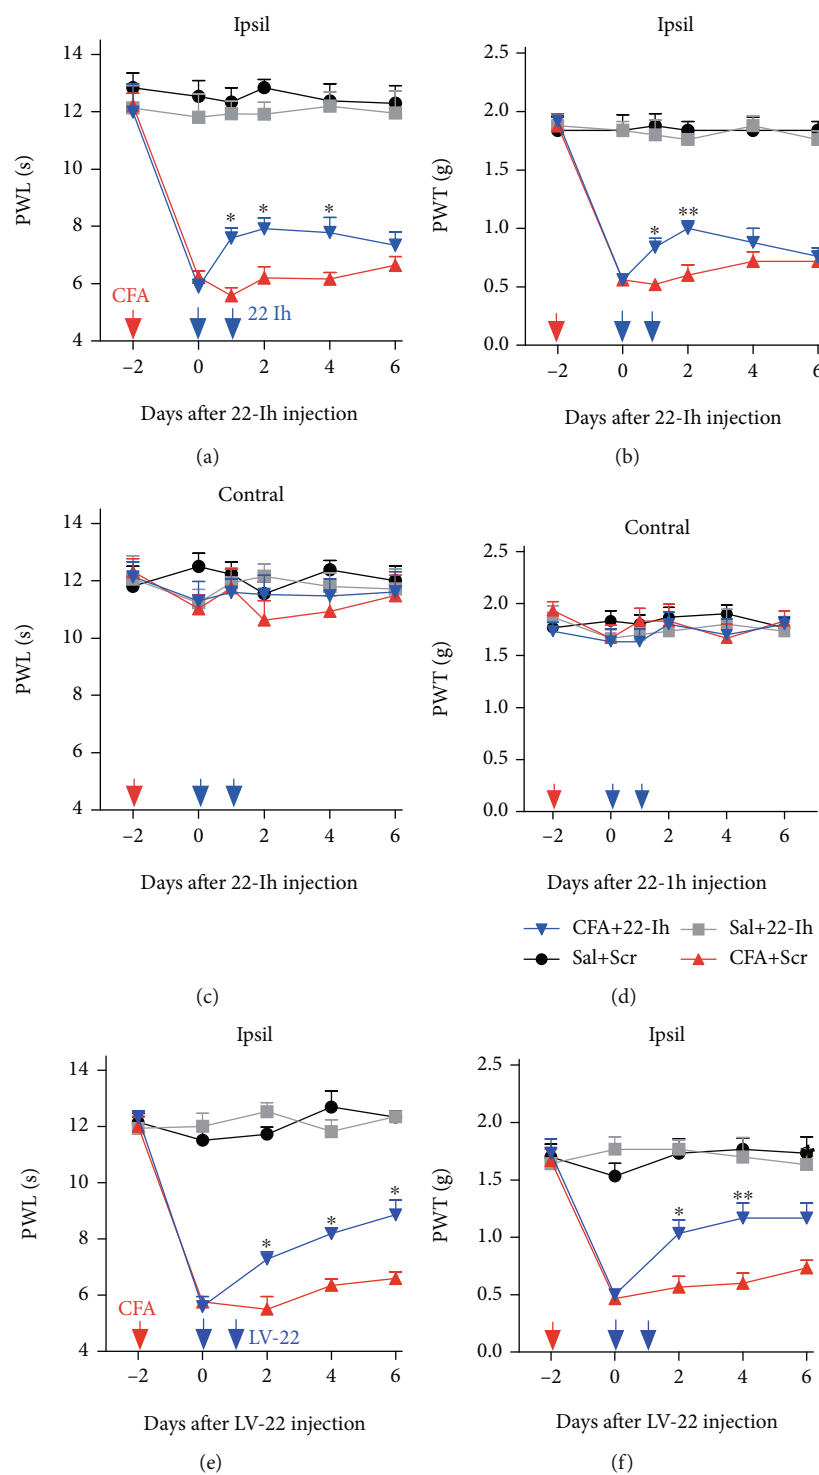 Ipsil
14
12
10
8
6
4
PWL (s)
CFA
22 Ih
* * *
–2 0 2 4 6
Days after 22-Ih injection
(a)
Ipsil
2.5
2.0
1.5
1.0
0.5
0.0
PWT (g)
* **
–2 0 2 4 6
Days after 22-Ih injection
(b)
Contral
14
12
10
8
6
4
PWL (s)
–2 0 2 4 6
Days after 22-Ih injection
(c)
Contral
2.5
2.0
1.5
1.0
0.5
0.0
PWT (g)
–2 0 2 4 6
Days after 22-1h injection
CFA+22-Ih Sal+22-Ih
Sal+Scr CFA+Scr
(d)
Ipsil
14
12
10
8
6
4
PWL (s)
CFA
LV-22
* * *
–2 0 2 4 6
Days after LV-22 injection
(e)
Ipsil
2.5
2.0
1.5
1.0
0.5
0.0
PWT (g)
* **
–2 0 2 4 6
Days after LV-22 injection
(f)